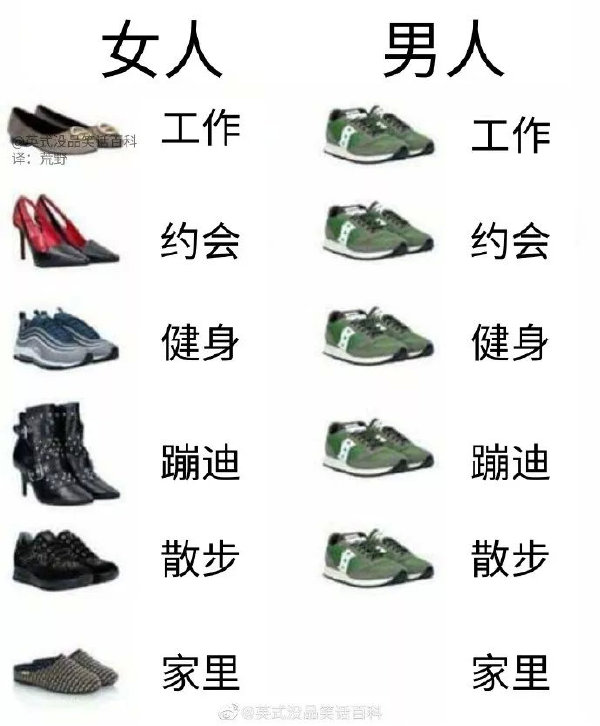 女人 男人
工作 工作
@英式没品笑话百科
译：荒野
约会 约会
健身 健身
蹦迪 蹦迪
散步 散步
家里 家里
@英式没品笑话百科